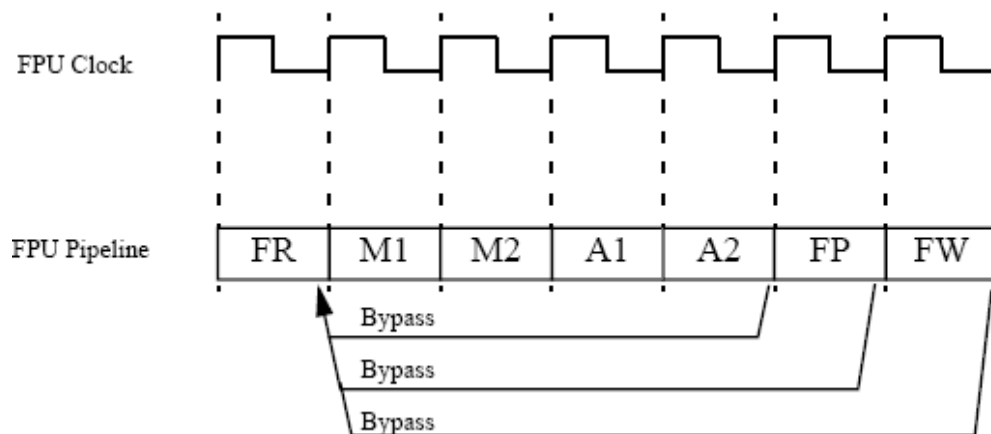 FPU Clock
FPU Pipeline FR M1 M2 A1 A2 FP FW
Bypass
Bypass
Bypass